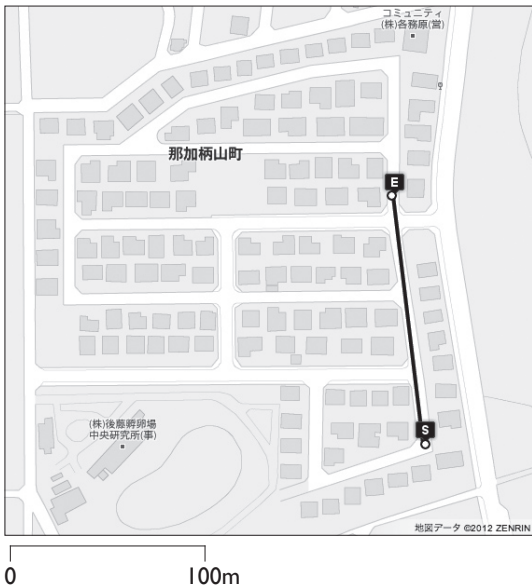 コミュニティ
(株)各務原(営)
那加柄山町
E
(株)後藤孵卵場
中央研究所(事)
S
地図データ ©2012 ZENRIN
0 100m